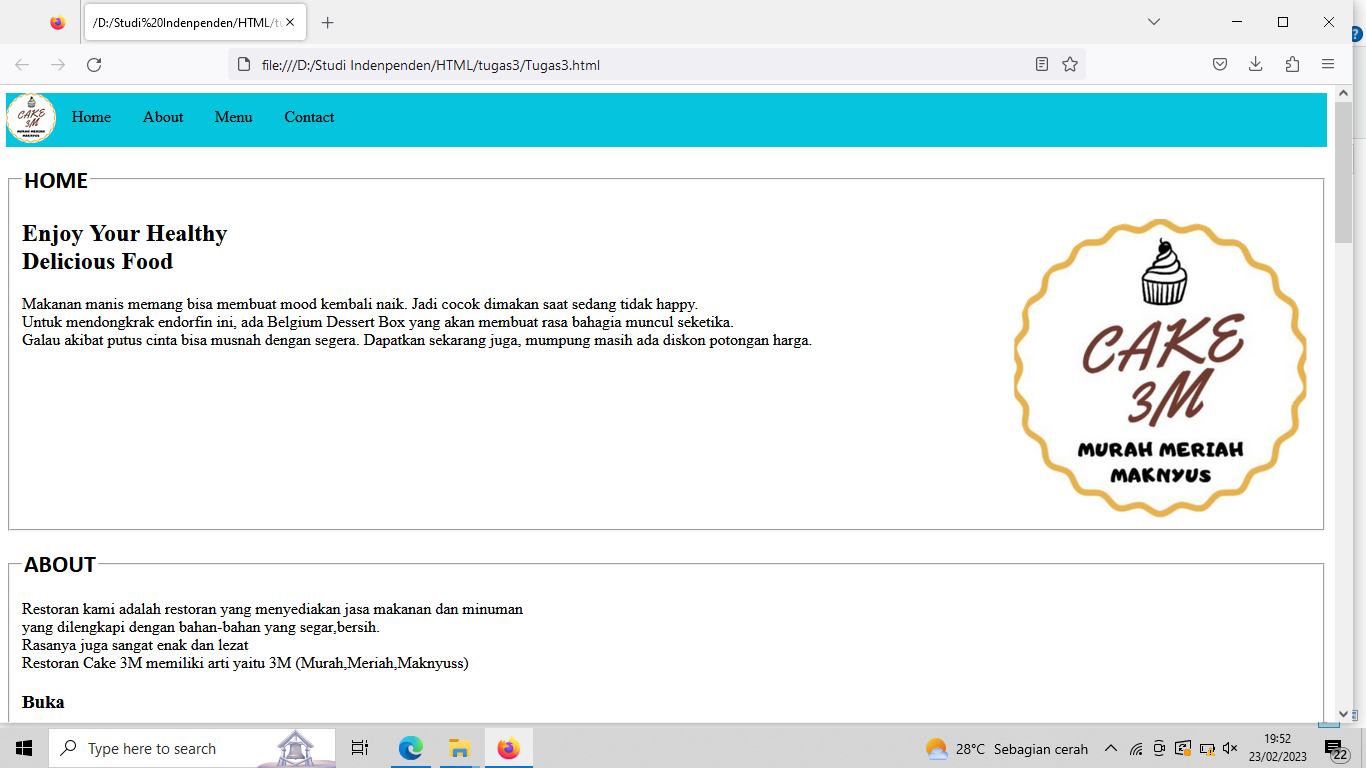 /D:/Studi%20Indenpenden/HTML/tu
file:///D:/Studi Indenpenden/HTML/tugas3/Tugas3.html
CAKE
3M
MURAH MERIAH
MAKNYUS
Home About Menu Contact
HOME
Enjoy Your Healthy
Delicious Food
Makanan manis memang bisa membuat mood kembali naik. Jadi cocok dimakan saat sedang tidak happy.
Untuk mendongkrak endorfin ini, ada Belgium Dessert Box yang akan membuat rasa bahagia muncul seketika.
Galau akibat putus cinta bisa musnah dengan segera. Dapatkan sekarang juga, mumpung masih ada diskon potongan harga.
CAKE
3M
MURAH MERIAH
MAKNYUS
ABOUT
Restoran kami adalah restoran yang menyediakan jasa makanan dan minuman
yang dilengkapi dengan bahan-bahan yang segar,bersih.
Rasanya juga sangat enak dan lezat
Restoran Cake 3M memiliki arti yaitu 3M (Murah,Meriah,Maknyuss)
Buka
Type here to search
28°C Sebagian cerah
19:52
23/02/2023
22